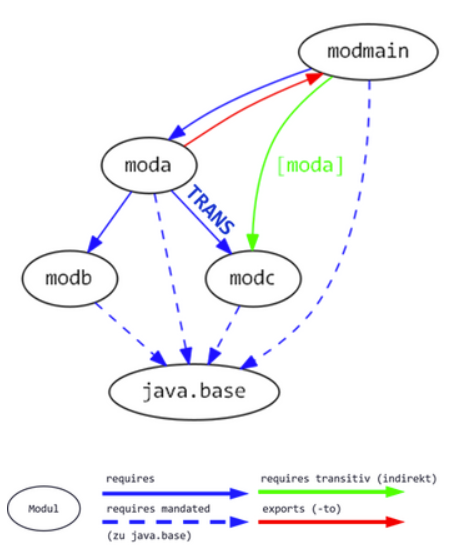 modmain
moda
[moda]
TRANS
modb
modc
java.base
requires
requires transitiv (indirekt)
Modul
requires mandated
exports (-to)
(zu java.base)